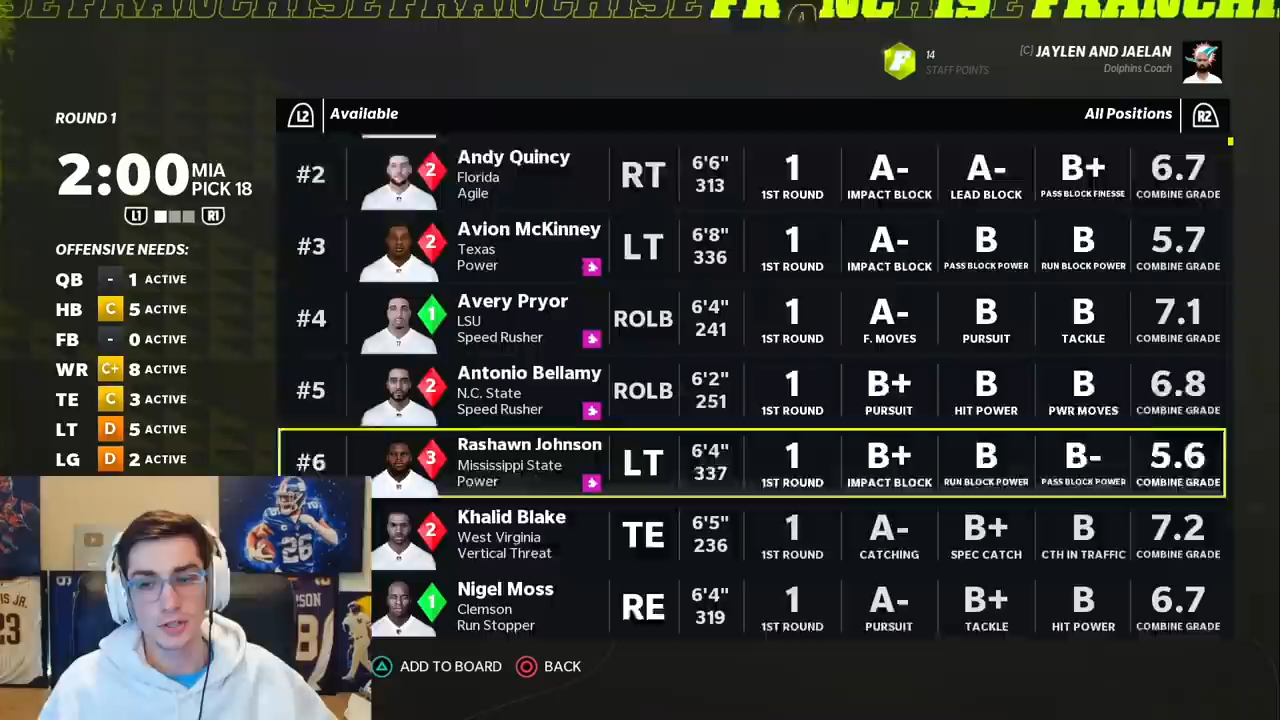 FRANCHISE FRANCHISE FRANCHISE
14
STAFF POINTS
[C] JAYLEN AND JAELAN
Dolphins Coach
ROUND 1
2:00 MIA
PICK 18
L1 R1
OFFENSIVE NEEDS:
QB - 1 ACTIVE
HB C 5 ACTIVE
FB - 0 ACTIVE
WR C+ 8 ACTIVE
TE C 3 ACTIVE
LT D 5 ACTIVE
LG D 2 ACTIVE
L2 Available All Positions R2
#2 2 Andy Quincy Florida Agile RT 6'6" 313 1 1ST ROUND A- IMPACT BLOCK A- LEAD BLOCK B+ PASS BLOCK FINESSE 6.7 COMBINE GRADE
#3 2 Avion McKinney Texas Power LT 6'8" 336 1 1ST ROUND A- IMPACT BLOCK B PASS BLOCK POWER B RUN BLOCK POWER 5.7 COMBINE GRADE
#4 1 Avery Pryor LSU Speed Rusher ROLB 6'4" 241 1 1ST ROUND A- F. MOVES B PURSUIT B TACKLE 7.1 COMBINE GRADE
#5 2 Antonio Bellamy N.C. State Speed Rusher ROLB 6'2" 251 1 1ST ROUND B+ PURSUIT B HIT POWER B PWR MOVES 6.8 COMBINE GRADE
#6 3 Rashawn Johnson Mississippi State Power LT 6'4" 337 1 1ST ROUND B+ IMPACT BLOCK B RUN BLOCK POWER B- PASS BLOCK POWER 5.6 COMBINE GRADE
2 Khalid Blake West Virginia Vertical Threat TE 6'5" 236 1 1ST ROUND A- CATCHING B+ SPEC CATCH B CTH IN TRAFFIC 7.2 COMBINE GRADE
1 Nigel Moss Clemson Run Stopper RE 6'4" 319 1 1ST ROUND A- PURSUIT B+ TACKLE B HIT POWER 6.7 COMBINE GRADE
ADD TO BOARD BACK
26
IS JR.
23
8